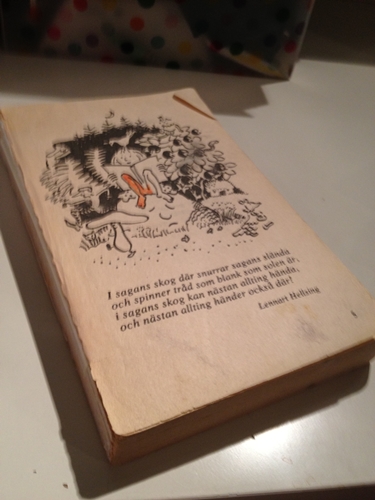 I sagans skog där snurrar sagans slända
och spinner tråd som blank som solen är,
i sagans skog kan nästan allting hända,
och nästan allting händer också där!
Lennart Hellsing